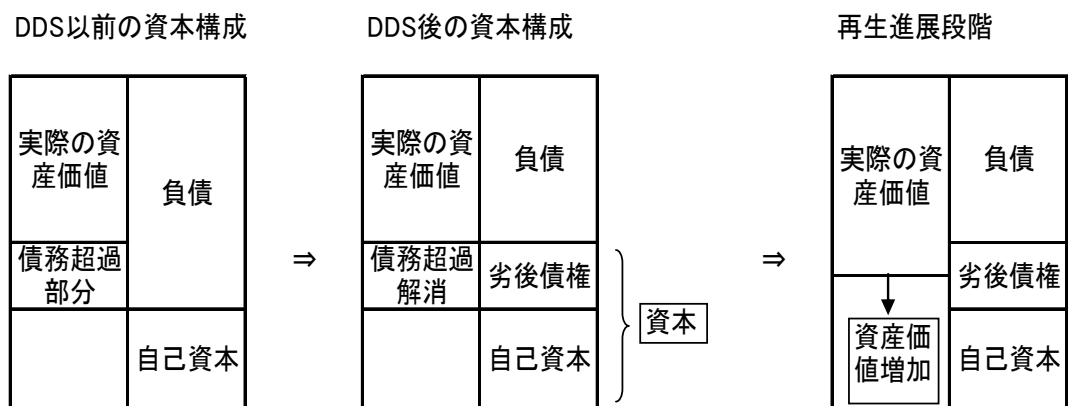 DDS以前の資本構成
実際の資
産価値
負債
債務超過
部分
自己資本
⇒
DDS後の資本構成
実際の資
産価値
負債
債務超過
解消
劣後債権
自己資本
資本
⇒
再生進展段階
実際の資
産価値
負債
劣後債権
資産価
値増加
自己資本